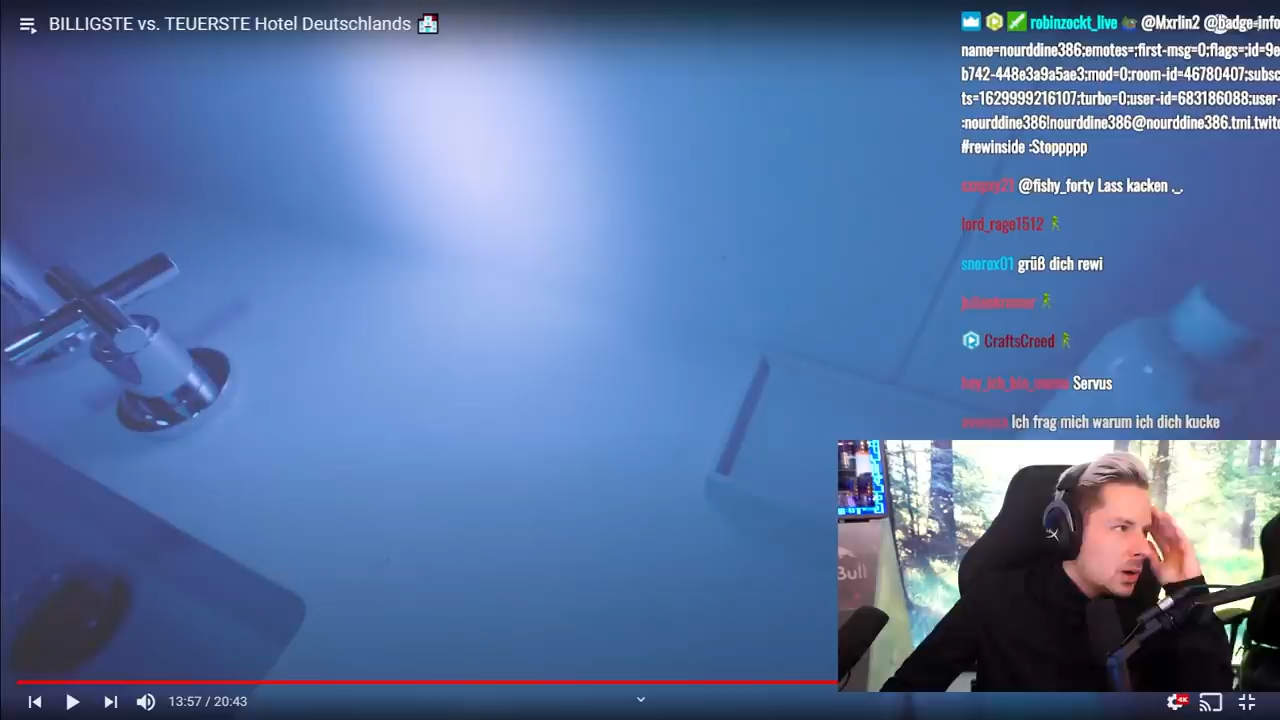 BILLIGSTE vs. TEUERSTE Hotel Deutschlands
robinzockt_live @Mxrlin2 @badge-info
name=nourddine386;emotes=;first-msg=0;flags=;id=9e
b742-448e3a9a5ae3;mod=0;room-id=46780407;subsc
ts=1629999216107;turbo=0;user-id=683186088;user-
:nourddine386!nourddine386@nourddine386.tmi.twitc
#rewinside :Stoppppp
@fishy_forty Lass kacken ._.
lord_rage1512
snorox01 grüß dich rewi
CraftsCreed
Servus
Ich frag mich warum ich dich kucke
Bull
13:57 / 20:43
4K